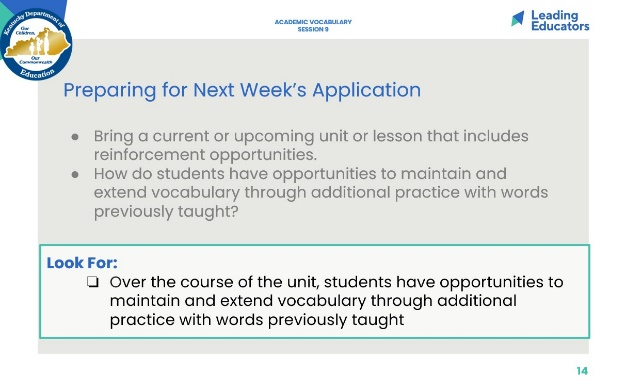 Kentucky Department of
Our
Children,
Our
Commonwealth
Education
ACADEMIC VOCABULARY
SESSION 9
Leading
Educators
Preparing for Next Week's Application
● Bring a current or upcoming unit or lesson that includes
reinforcement opportunities.
● How do students have opportunities to maintain and
extend vocabulary through additional practice with words
previously taught?
Look For:
❏ Over the course of the unit, students have opportunities to
maintain and extend vocabulary through additional
practice with words previously taught
14